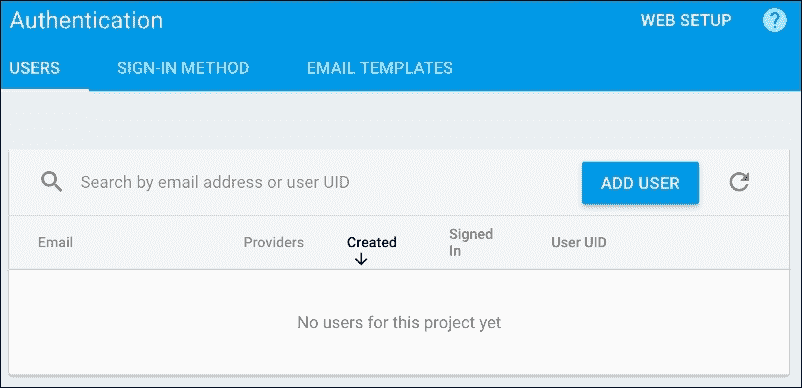 Authentication
WEB SETUP
?
USERS
SIGN-IN METHOD
EMAIL TEMPLATES
Search by email address or user UID
ADD USER
Email
Providers
Created
Signed
In
User UID
No users for this project yet